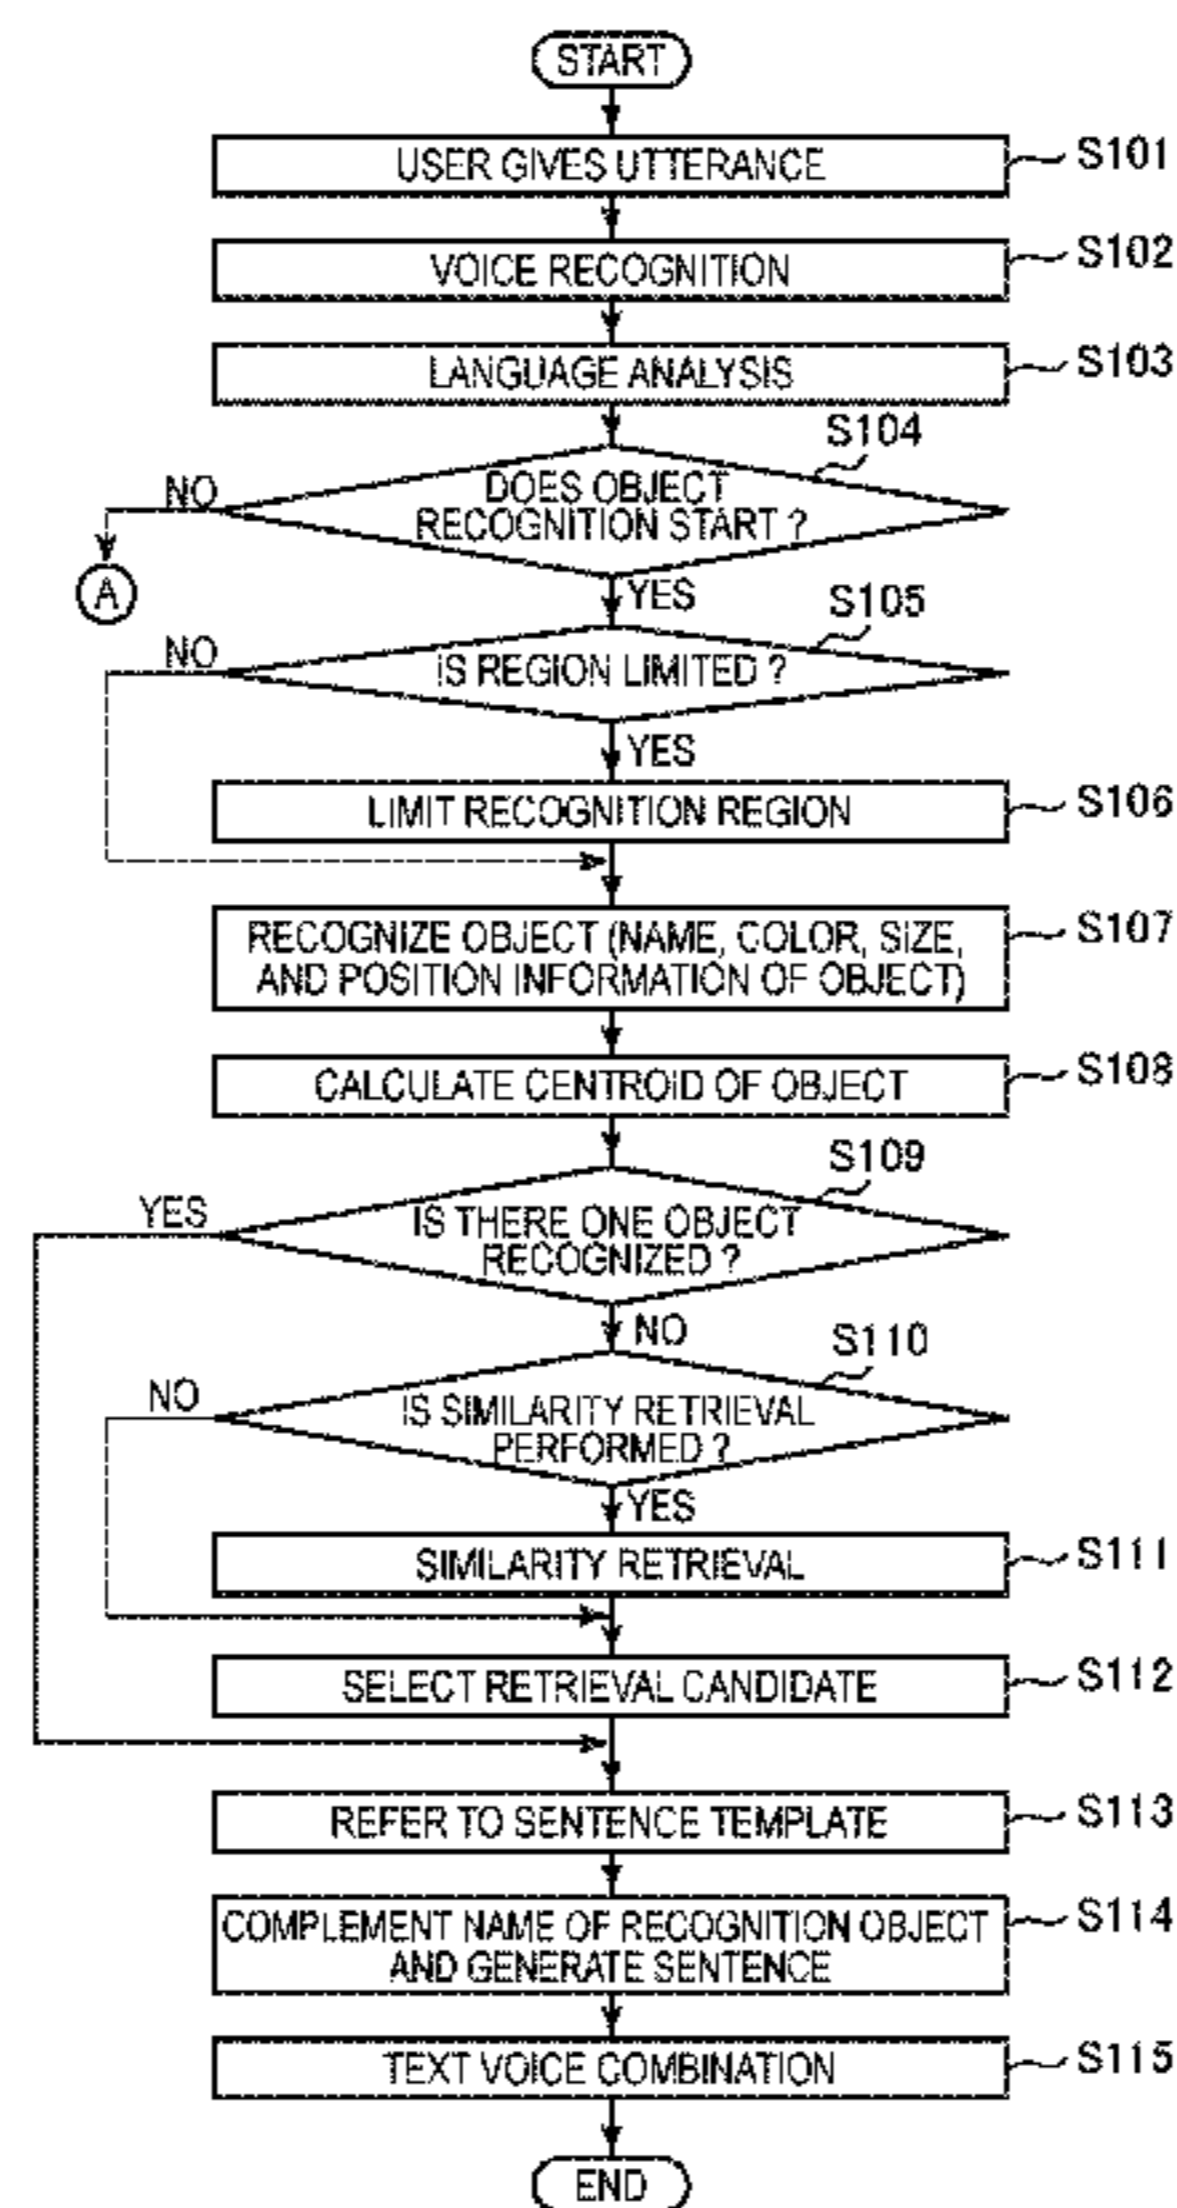 START
USER GIVES UTTERANCE
S101
VOICE RECOGNITION
S102
LANGUAGE ANALYSIS
S103
S104
NO
DOES OBJECT
RECOGNITION START ?
A
YES
S105
NO
IS REGION LIMITED ?
YES
LIMIT RECOGNITION REGION
S106
RECOGNIZE OBJECT (NAME, COLOR, SIZE,
AND POSITION INFORMATION OF OBJECT)
S107
CALCULATE CENTROID OF OBJECT
S108
S109
YES
IS THERE ONE OBJECT
RECOGNIZED ?
NO
S110
NO
IS SIMILARITY RETRIEVAL
PERFORMED ?
YES
SIMILARITY RETRIEVAL
S111
SELECT RETRIEVAL CANDIDATE
S112
REFER TO SENTENCE TEMPLATE
S113
COMPLEMENT NAME OF RECOGNITION OBJECT
AND GENERATE SENTENCE
S114
TEXT VOICE COMBINATION
S115
END